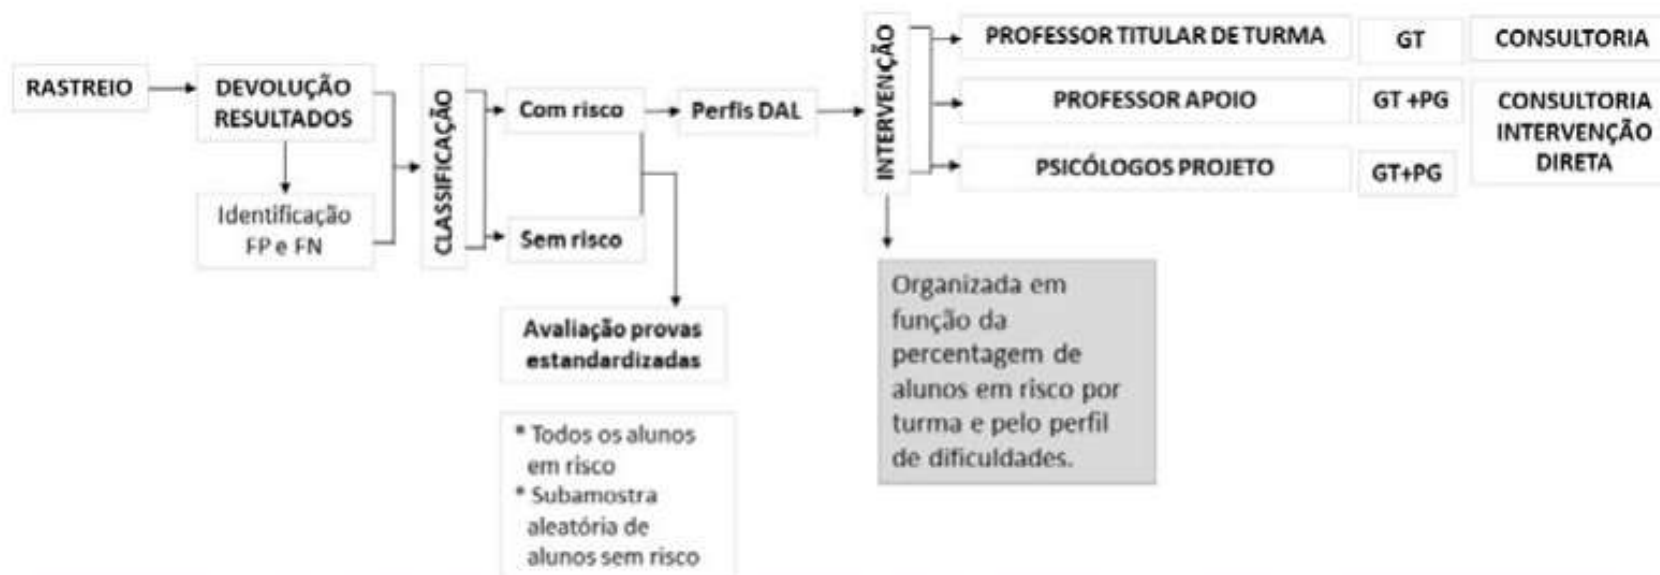 RASTREIO
DEVOLUÇÃO
RESULTADOS
Identificação
FP e FN
CLASSIFICAÇÃO
Com risco
Sem risco
Perfis DAL
Avaliação provas
estandardizadas
* Todos os alunos
em risco
* Subamostra
aleatória de
alunos sem risco
INTERVENÇÃO
Organizada em
função da
percentagem de
alunos em risco por
turma e pelo perfil
de dificuldades.
PROFESSOR TITULAR DE TURMA
GT
CONSULTORIA
PROFESSOR APOIO
GT +PG
PSICÓLOGOS PROJETO
GT+PG
CONSULTORIA
INTERVENÇÃO
DIRETA